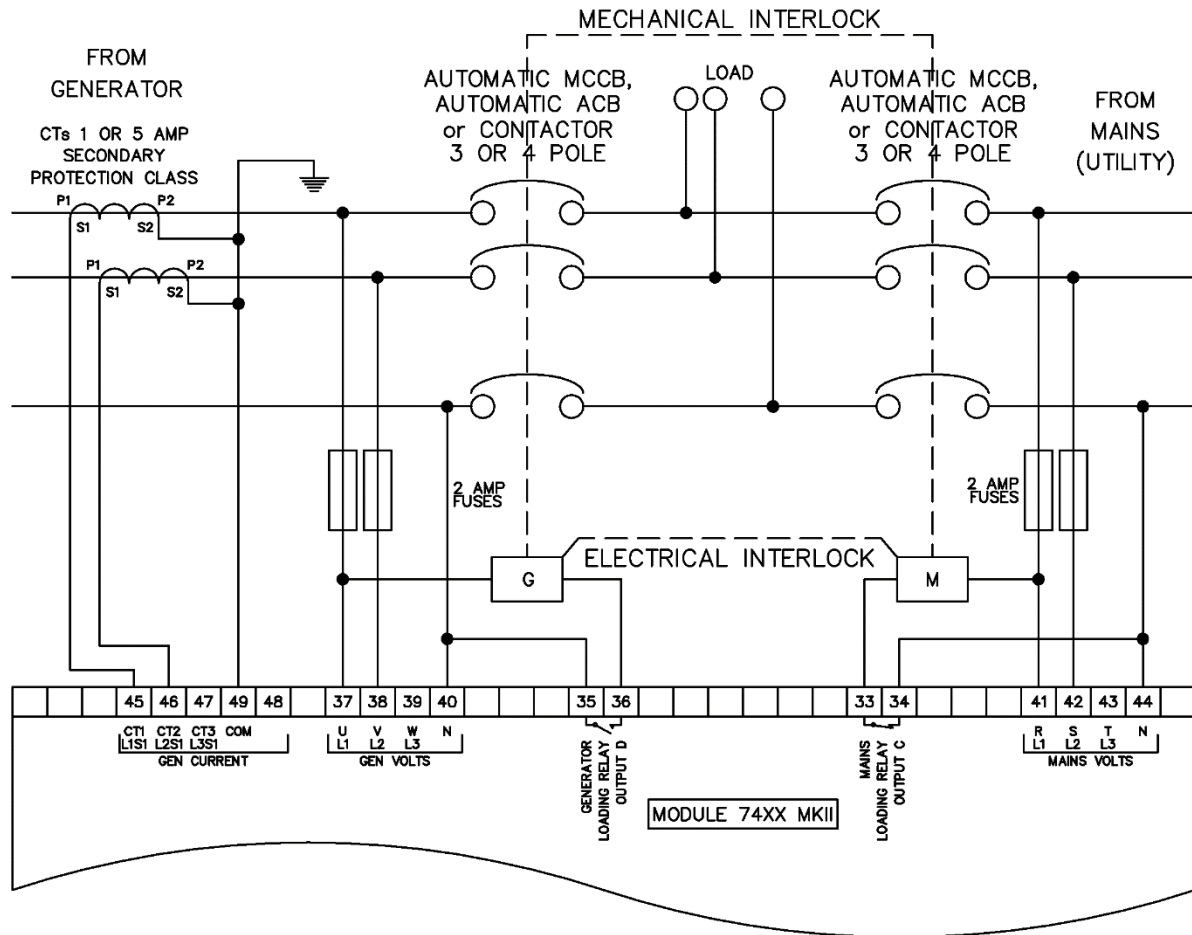 MECHANICAL INTERLOCK
FROM
GENERATOR
CTs 1 OR 5 AMP
SECONDARY
PROTECTION CLASS
AUTOMATIC MCCB,
AUTOMATIC ACB
or CONTACTOR
3 OR 4 POLE
LOAD
AUTOMATIC MCCB,
AUTOMATIC ACB
or CONTACTOR
3 OR 4 POLE
FROM
MAINS
(UTILITY)
P1 P2
S1 S2
P1 P2
S1 S2
2 AMP
FUSES
2 AMP
FUSES
ELECTRICAL INTERLOCK
G
M
45 46 47 49 48 37 38 39 40 35 36 33 34 41 42 43 44
CT1 CT2 CT3 COM
L1S1 L2S1 L3S1
GEN CURRENT
U V W N
L1 L2 L3
GEN VOLTS
GENERATOR
LOADING RELAY
OUTPUT D
MAINS
LOADING RELAY
OUTPUT C
R S T N
L1 L2 L3
MAINS VOLTS
MODULE 74XX MKII